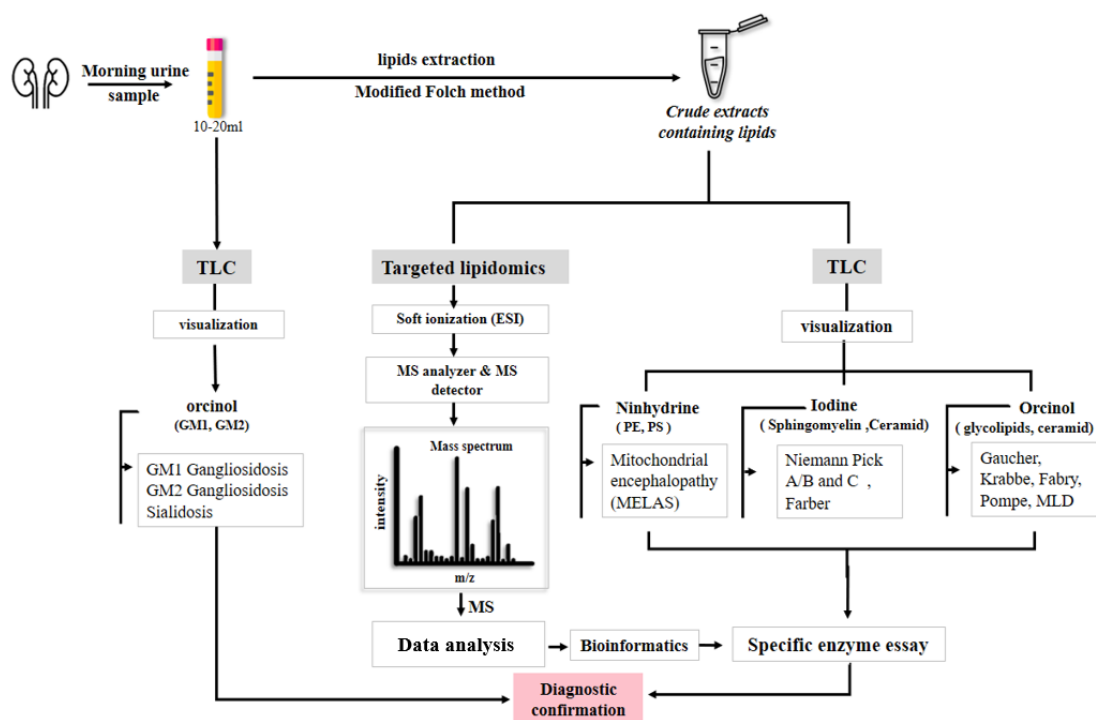 Morning urine
sample
10-20ml
lipids extraction
Modified Folch method
Crude extracts
containing lipids
TLC
visualization
orcinol
(GM1, GM2)
GM1 Gangliosidosis
GM2 Gangliosidosis
Sialidosis
Targeted lipidomics
Soft ionization (ESI)
MS analyzer & MS
detector
Mass spectrum
intensity
m/z
MS
Data analysis
Bioinformatics
TLC
visualization
Ninhydrine
( PE, PS )
Mitochondrial
encephalopathy
(MELAS)
Iodine
( Sphingomyelin ,Ceramid)
Niemann Pick
A/B and C ,
Farber
Orcinol
( glycolipids, ceramid)
Gaucher,
Krabbe, Fabry,
Pompe, MLD
Specific enzyme essay
Diagnostic
confirmation